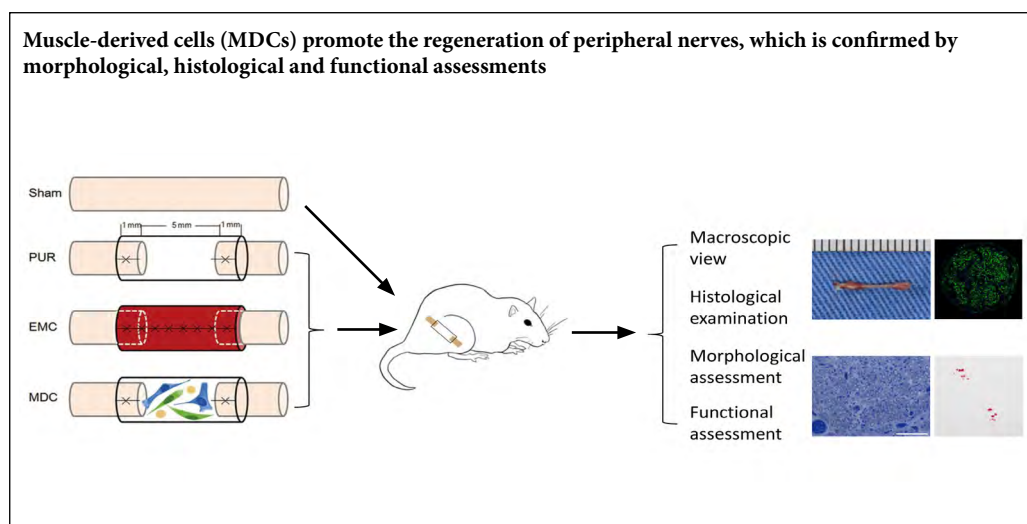 Muscle-derived cells (MDCs) promote the regeneration of peripheral nerves, which is confirmed by
morphological, histological and functional assessments
Sham
1 mm
5 mm
1 mm
PUR
EMC
MDC
Macroscopic
view
Histological
examination
Morphological
assessment
Functional
assessment